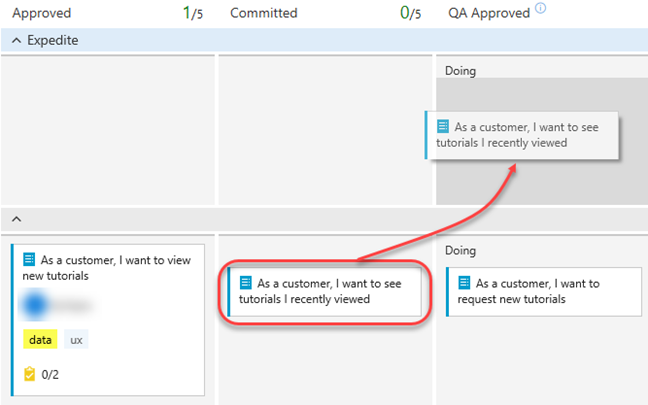 Approved 1/5 Committed 0/5 QA Approved
Expedite
Doing
As a customer, I want to see
tutorials I recently viewed
As a customer, I want to view
new tutorials
data ux
0/2
As a customer, I want to see
tutorials I recently viewed
Doing
As a customer, I want to
request new tutorials